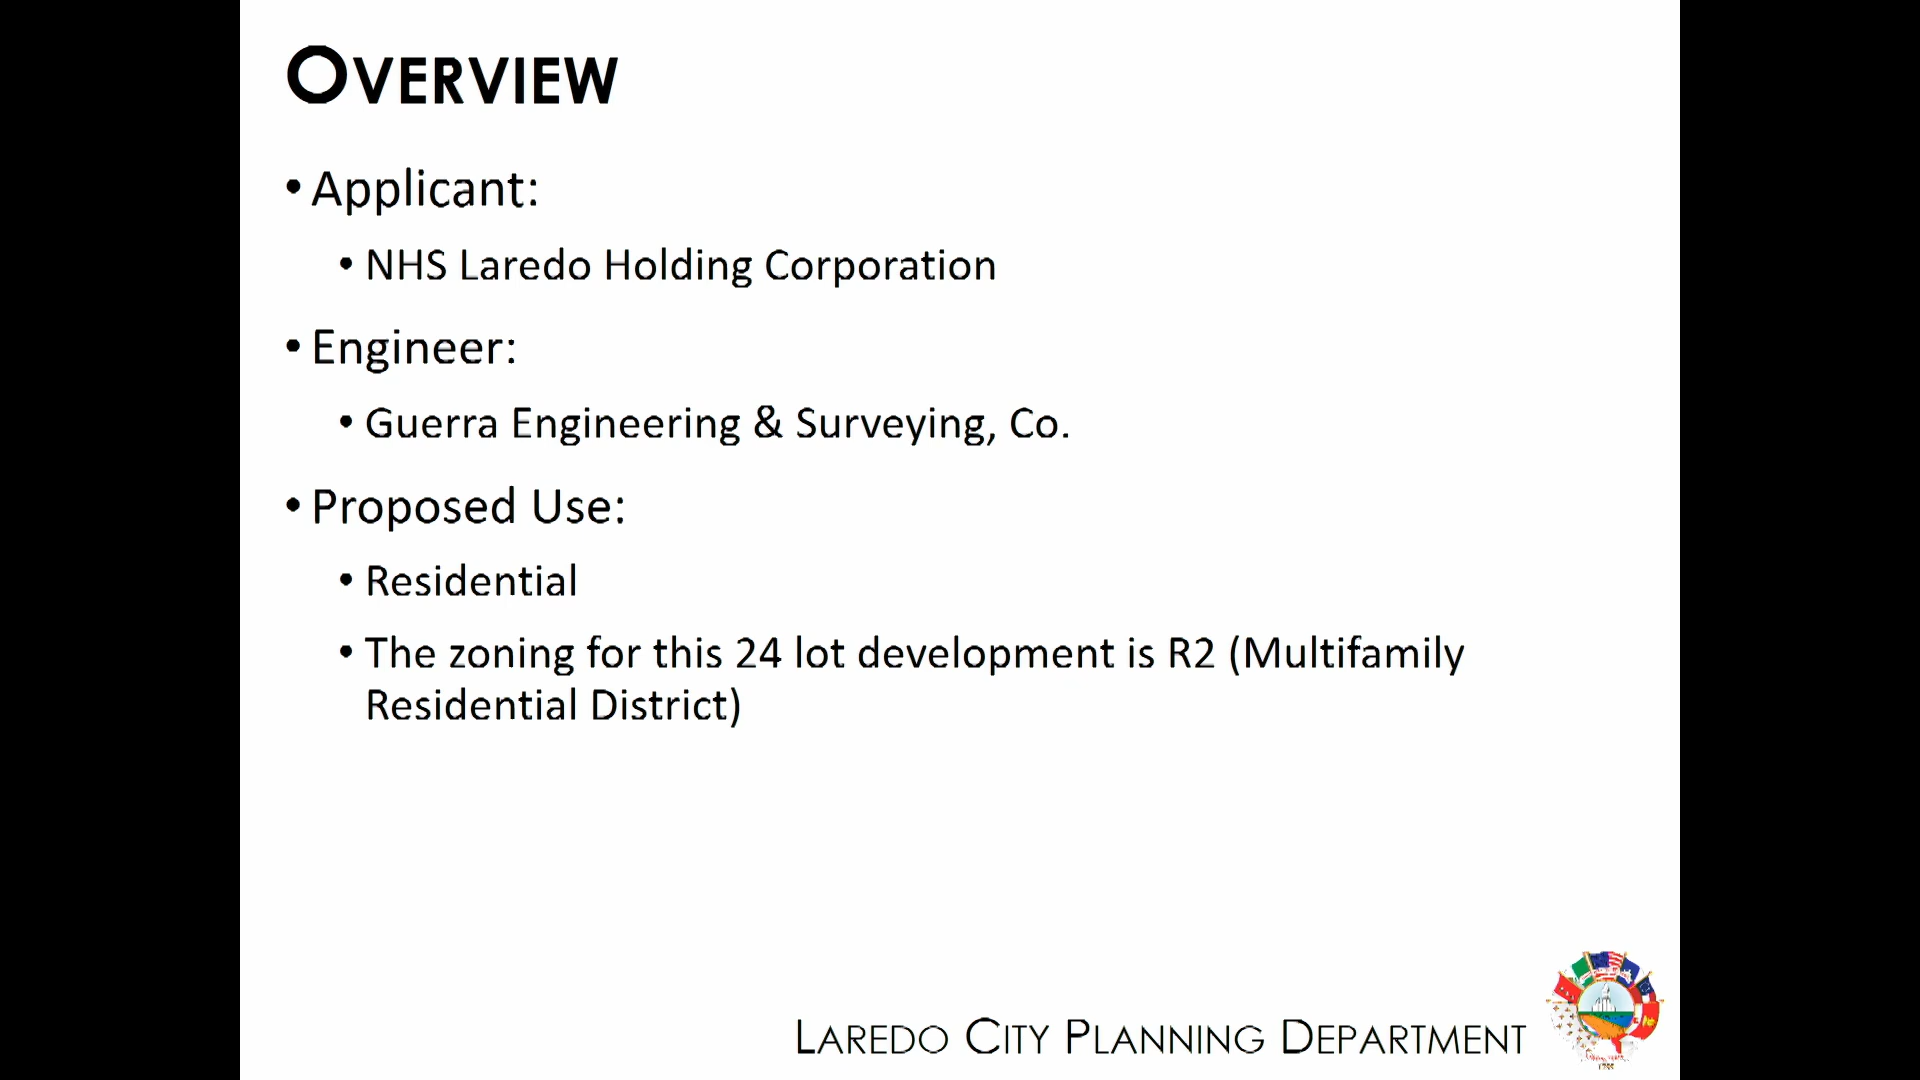 OVERVIEW
• Applicant:
• NHS Laredo Holding Corporation
• Engineer:
• Guerra Engineering & Surveying, Co.
• Proposed Use:
• Residential
• The zoning for this 24 lot development is R2 (Multifamily
Residential District)
LAREDO CITY PLANNING DEPARTMENT